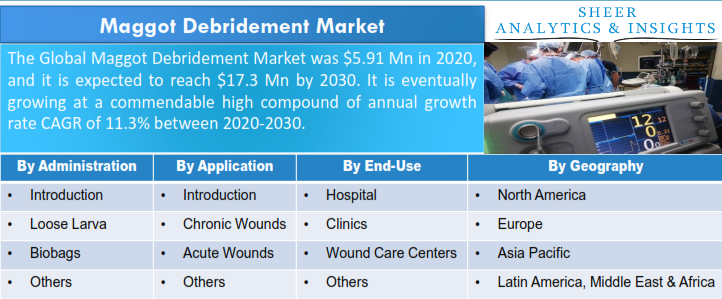 Maggot Debridement Market
SHEER
ANALYTICS & INSIGHTS
The Global Maggot Debridement Market was $5.91 Mn in 2020,
and it is expected to reach $17.3 Mn by 2030. It is eventually
growing at a commendable high compound of annual growth
rate CAGR of 11.3% between 2020-2030.
12
12
0
0.21
0
By Administration By Application By End-Use By Geography
• Introduction • Introduction • Hospital • North America
• Loose Larva • Chronic Wounds • Clinics • Europe
• Biobags • Acute Wounds • Wound Care Centers • Asia Pacific
• Others • Others • Others • Latin America, Middle East & Africa